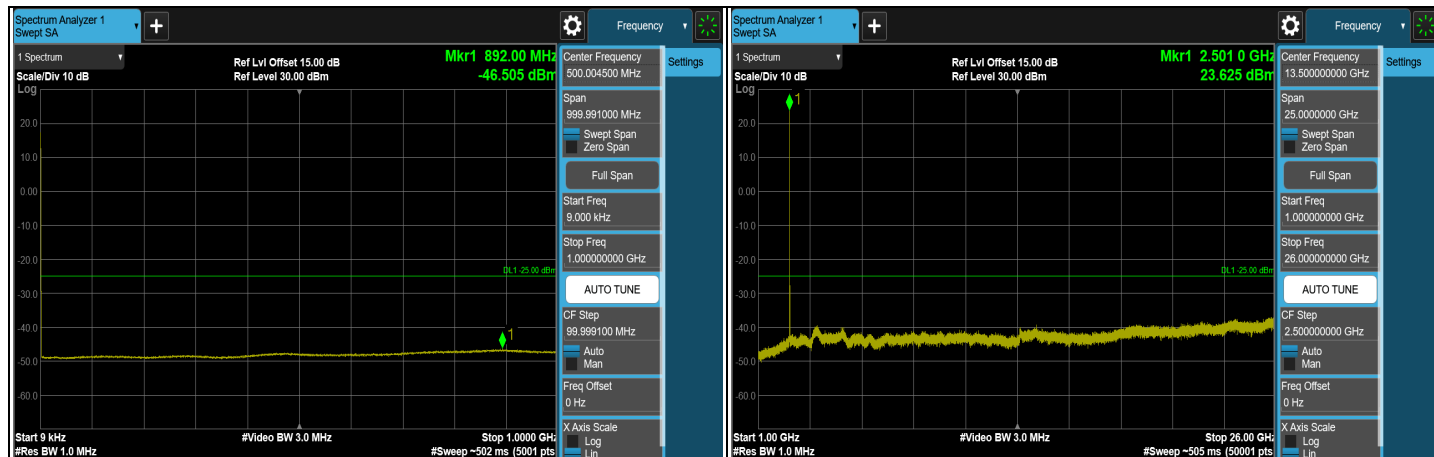 Spectrum Analyzer 1
Swept SA
+
Frequency
1 Spectrum
Scale/Div 10 dB
Log
Ref Lvl Offset 15.00 dB
Ref Level 30.00 dBm
Mkr1 892.00 MHz
-46.505 dBm
20.0
10.0
0.00
-10.0
-20.0
-30.0
-40.0
-50.0
-60.0
DL1 -25.00 dBm
1
Start 9 kHz
#Res BW 1.0 MHz
#Video BW 3.0 MHz
Stop 1.0000 GHz
#Sweep ~502 ms (5001 pts
Center Frequency
500.004500 MHz
Settings
Span
999.991000 MHz
Swept Span
Zero Span
Full Span
Start Freq
9.000 kHz
Stop Freq
1.000000000 GHz
AUTO TUNE
CF Step
99.999100 MHz
Auto
Man
Freq Offset
0 Hz
X Axis Scale
Log
Lin
Spectrum Analyzer 1
Swept SA
+
Frequency
1 Spectrum
Scale/Div 10 dB
Log
Ref Lvl Offset 15.00 dB
Ref Level 30.00 dBm
Mkr1 2.501 0 GHz
23.625 dBm
1
20.0
10.0
0.00
-10.0
-20.0
-30.0
-40.0
-50.0
-60.0
DL1 -25.00 dBm
Start 1.00 GHz
#Res BW 1.0 MHz
#Video BW 3.0 MHz
Stop 26.00 GHz
#Sweep ~505 ms (5001 pts
Center Frequency
13.500000000 GHz
Settings
Span
25.0000000 GHz
Swept Span
Zero Span
Full Span
Start Freq
1.000000000 GHz
Stop Freq
26.000000000 GHz
AUTO TUNE
CF Step
2.500000000 GHz
Auto
Man
Freq Offset
0 Hz
X Axis Scale
Log
Lin